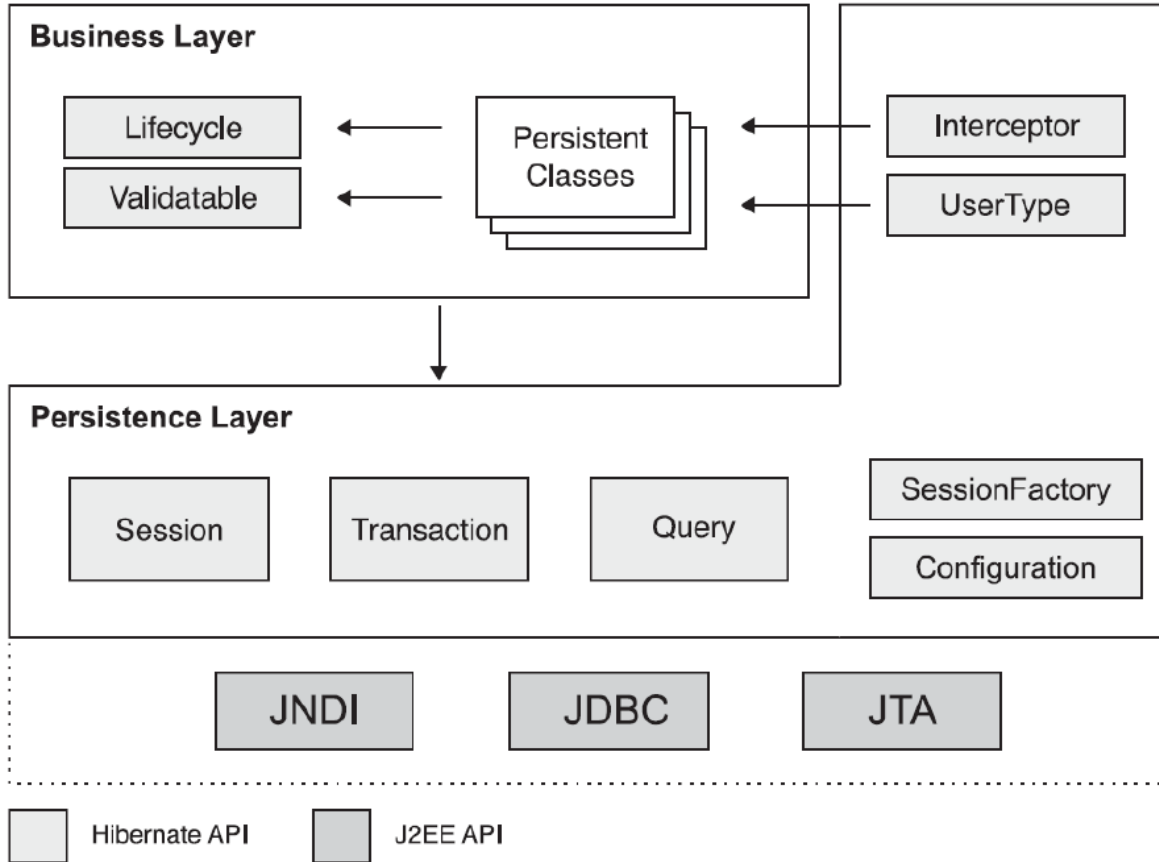 Business Layer
Lifecycle
Validatable
Persistent
Classes
Interceptor
UserType
Persistence Layer
Session
Transaction
Query
SessionFactory
Configuration
JNDI
JDBC
JTA
Hibernate API
J2EE API